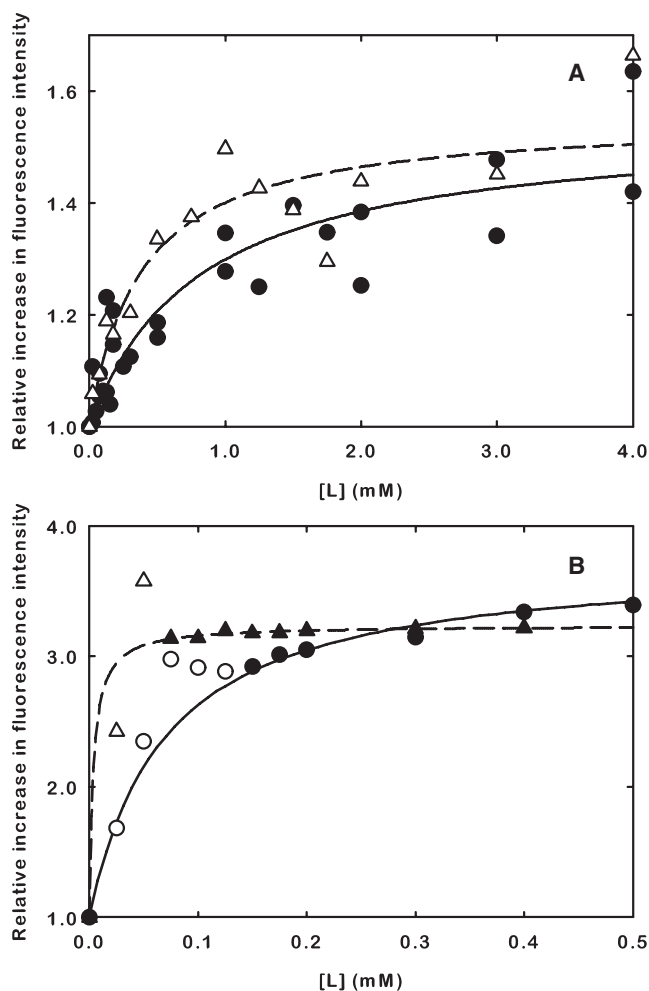 Relative increase in fluorescence intensity
A
1.6
1.4
1.2
1.0
0.0 1.0 2.0 3.0 4.0
[L] (mM)
Relative increase in fluorescence intensity
B
4.0
3.0
2.0
1.0
0.0 0.1 0.2 0.3 0.4 0.5
[L] (mM)